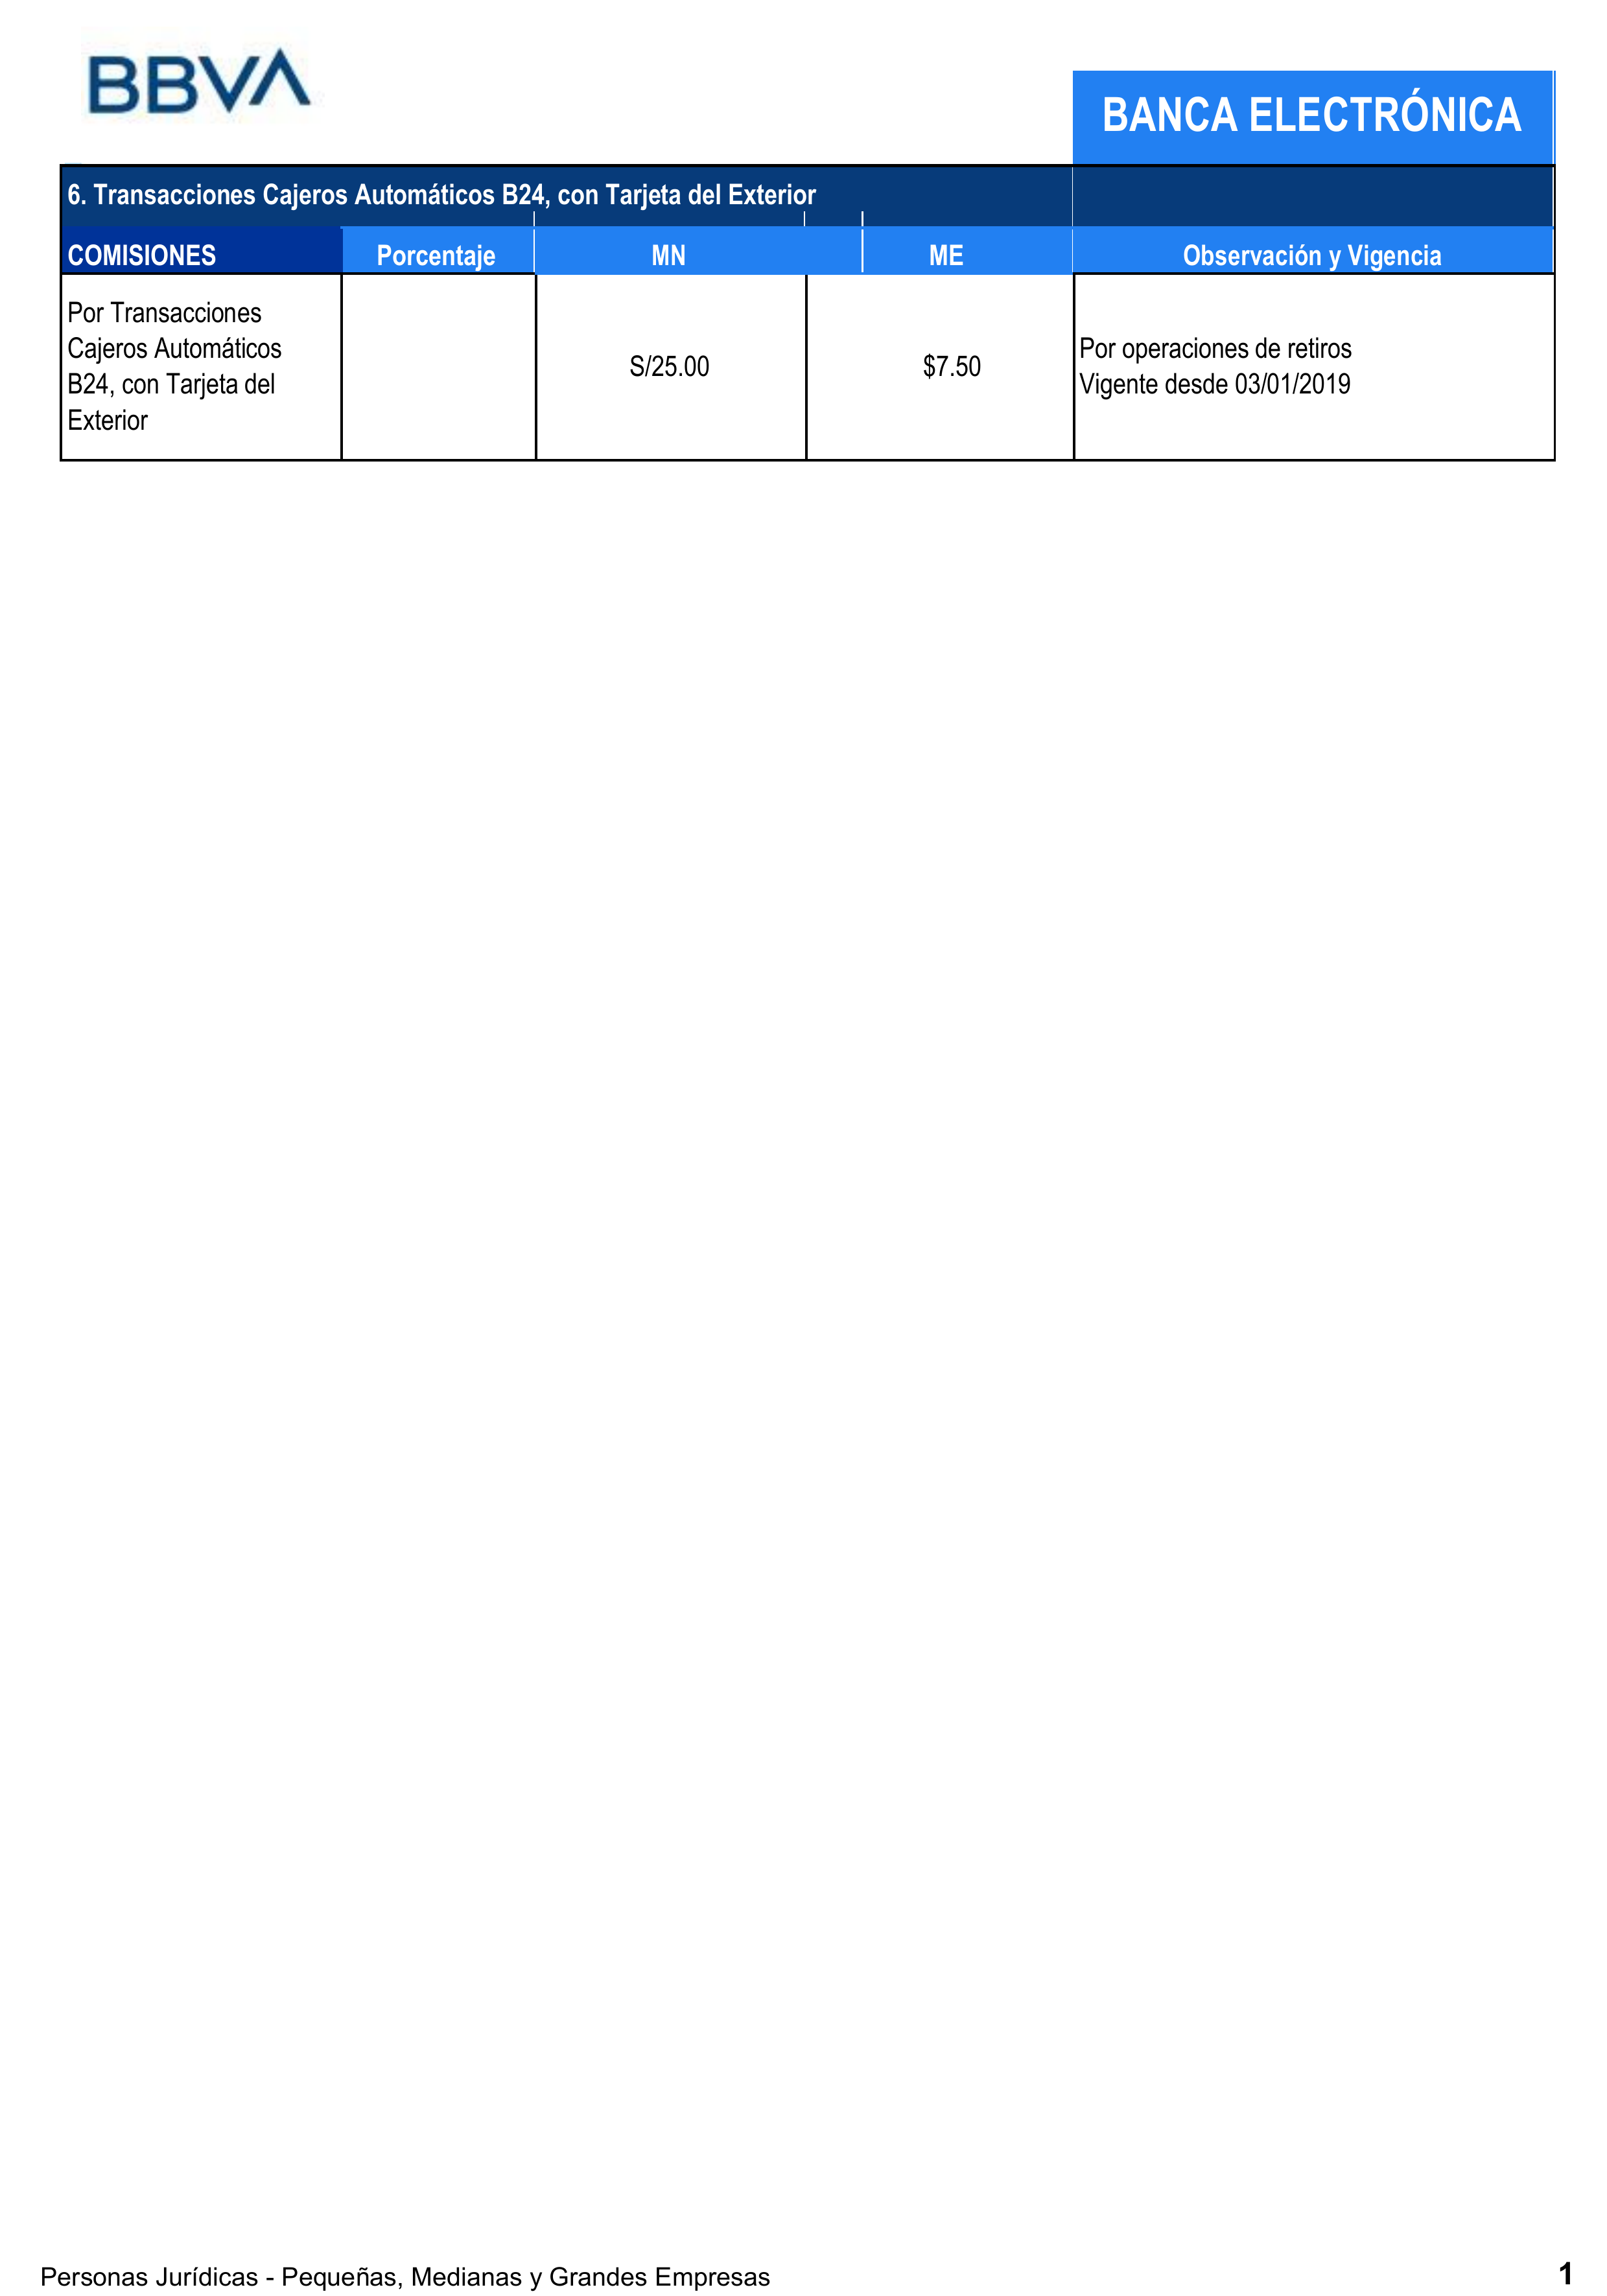 BBVA
BANCA ELECTRÓNICA
6. Transacciones Cajeros Automáticos B24, con Tarjeta del Exterior
COMISIONES Porcentaje MN ME Observación y Vigencia
Por Transacciones
Cajeros Automáticos
B24, con Tarjeta del
Exterior
S/25.00
$7.50
Por operaciones de retiros
Vigente desde 03/01/2019
Personas Jurídicas - Pequeñas, Medianas y Grandes Empresas
1